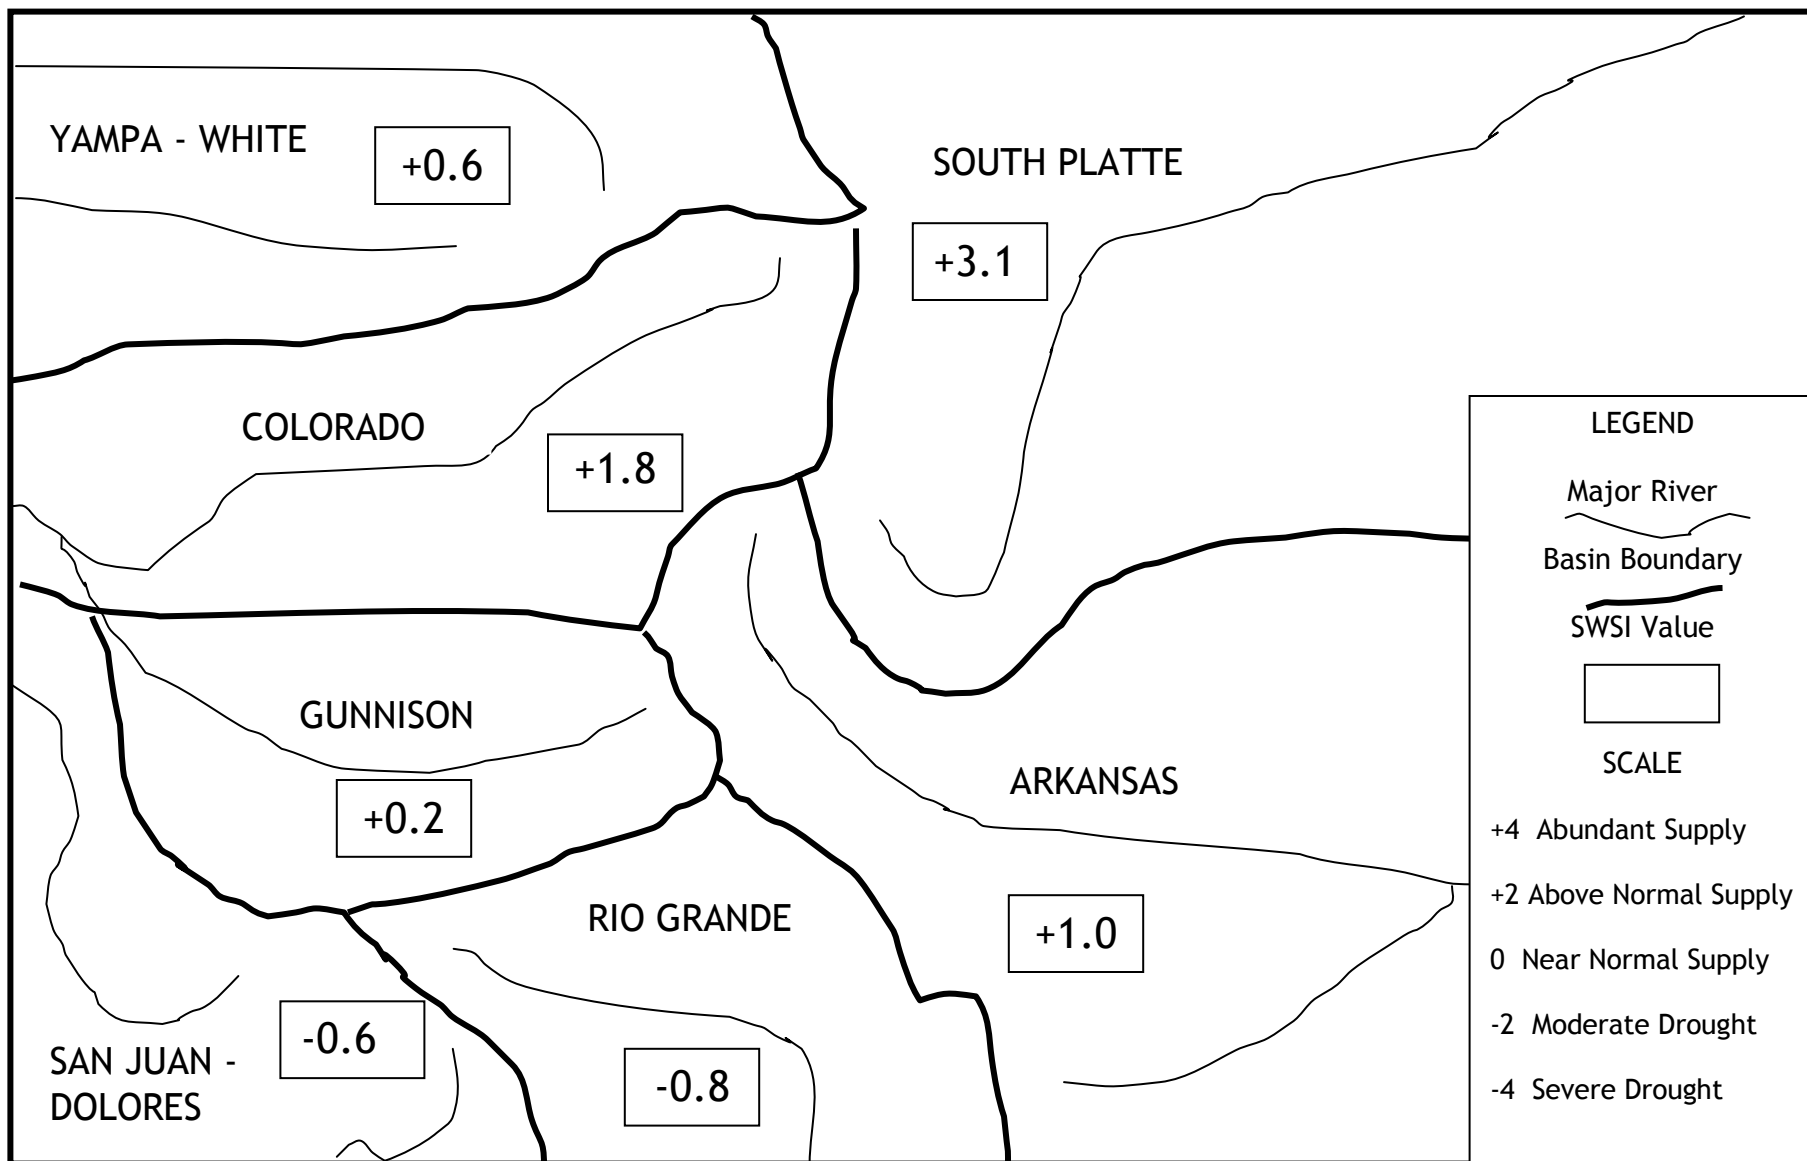 YAMPA - WHITE
+0.6
SOUTH PLATTE
+3.1
COLORADO
+1.8
GUNNISON
+0.2
ARKANSAS
+1.0
RIO GRANDE
-0.8
SAN JUAN -
DOLORES
-0.6
LEGEND
Major River
Basin Boundary
SWSI Value
SCALE
+4 Abundant Supply
+2 Above Normal Supply
0 Near Normal Supply
-2 Moderate Drought
-4 Severe Drought